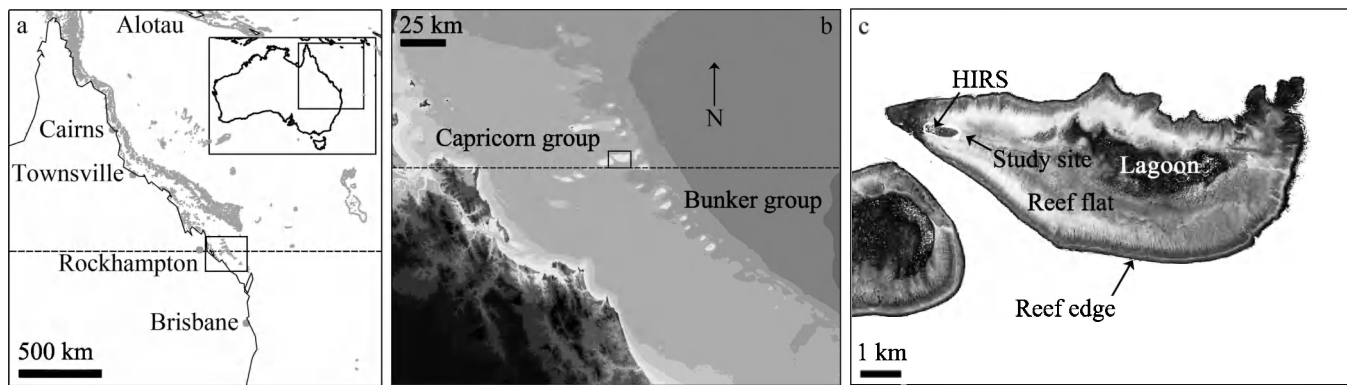 a
Alotau
Cairns
Townsville
Rockhampton
Brisbane
500 km
25 km
b
N
Capricorn group
Bunker group
c
HIRS
Study site
Lagoon
Reef flat
Reef edge
1 km